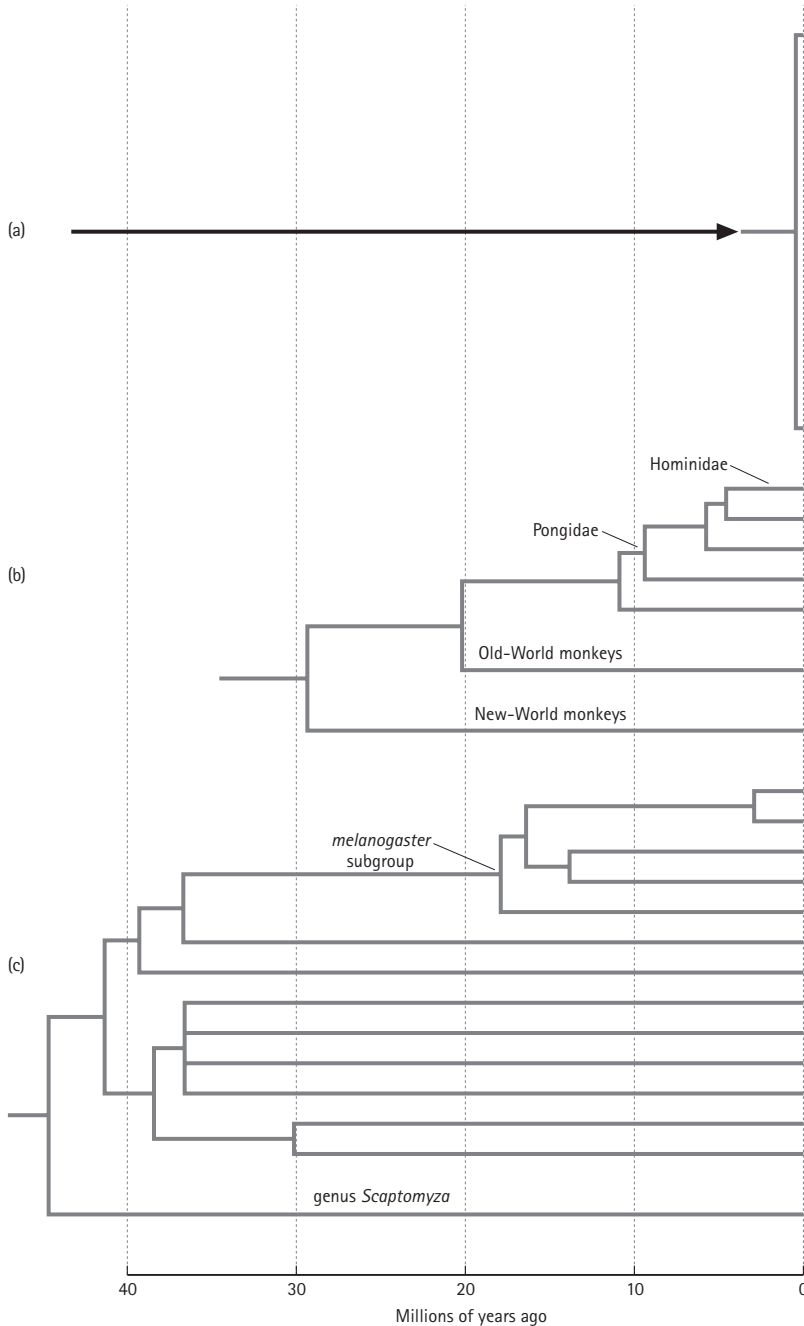 (a)
Hominidae
Pongidae
(b)
Old-World monkeys
New-World monkeys
melanogaster
subgroup
(c)
genus Scaptomyza
40 30 20 10 0
Millions of years ago